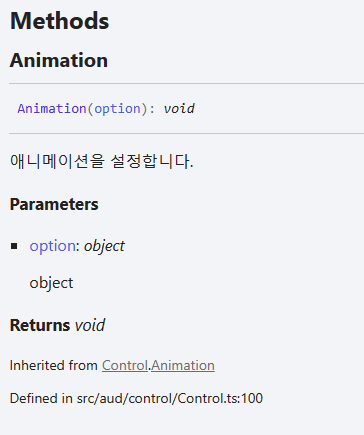 Methods
Animation
Animation(option): void
애니메이션을 설정합니다.
Parameters
option: object
object
Returns void
Inherited from Control.Animation
Defined in src/aud/control/Control.ts:100